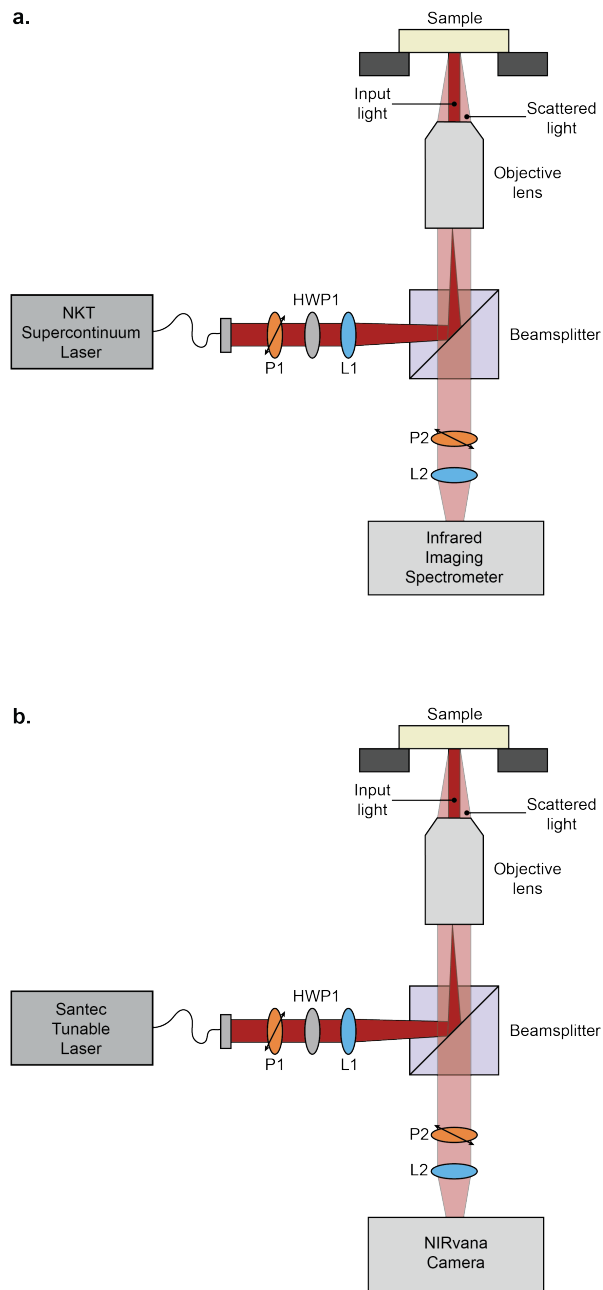 a.
Sample
Input
light
Scattered
light
Objective
lens
NKT
Supercontinuum
Laser
HWP1
P1
L1
Beamsplitter
P2
L2
Infrared
Imaging
Spectrometer
b.
Sample
Input
light
Scattered
light
Objective
lens
Santec
Tunable
Laser
HWP1
P1
L1
Beamsplitter
P2
L2
NIRvana
Camera